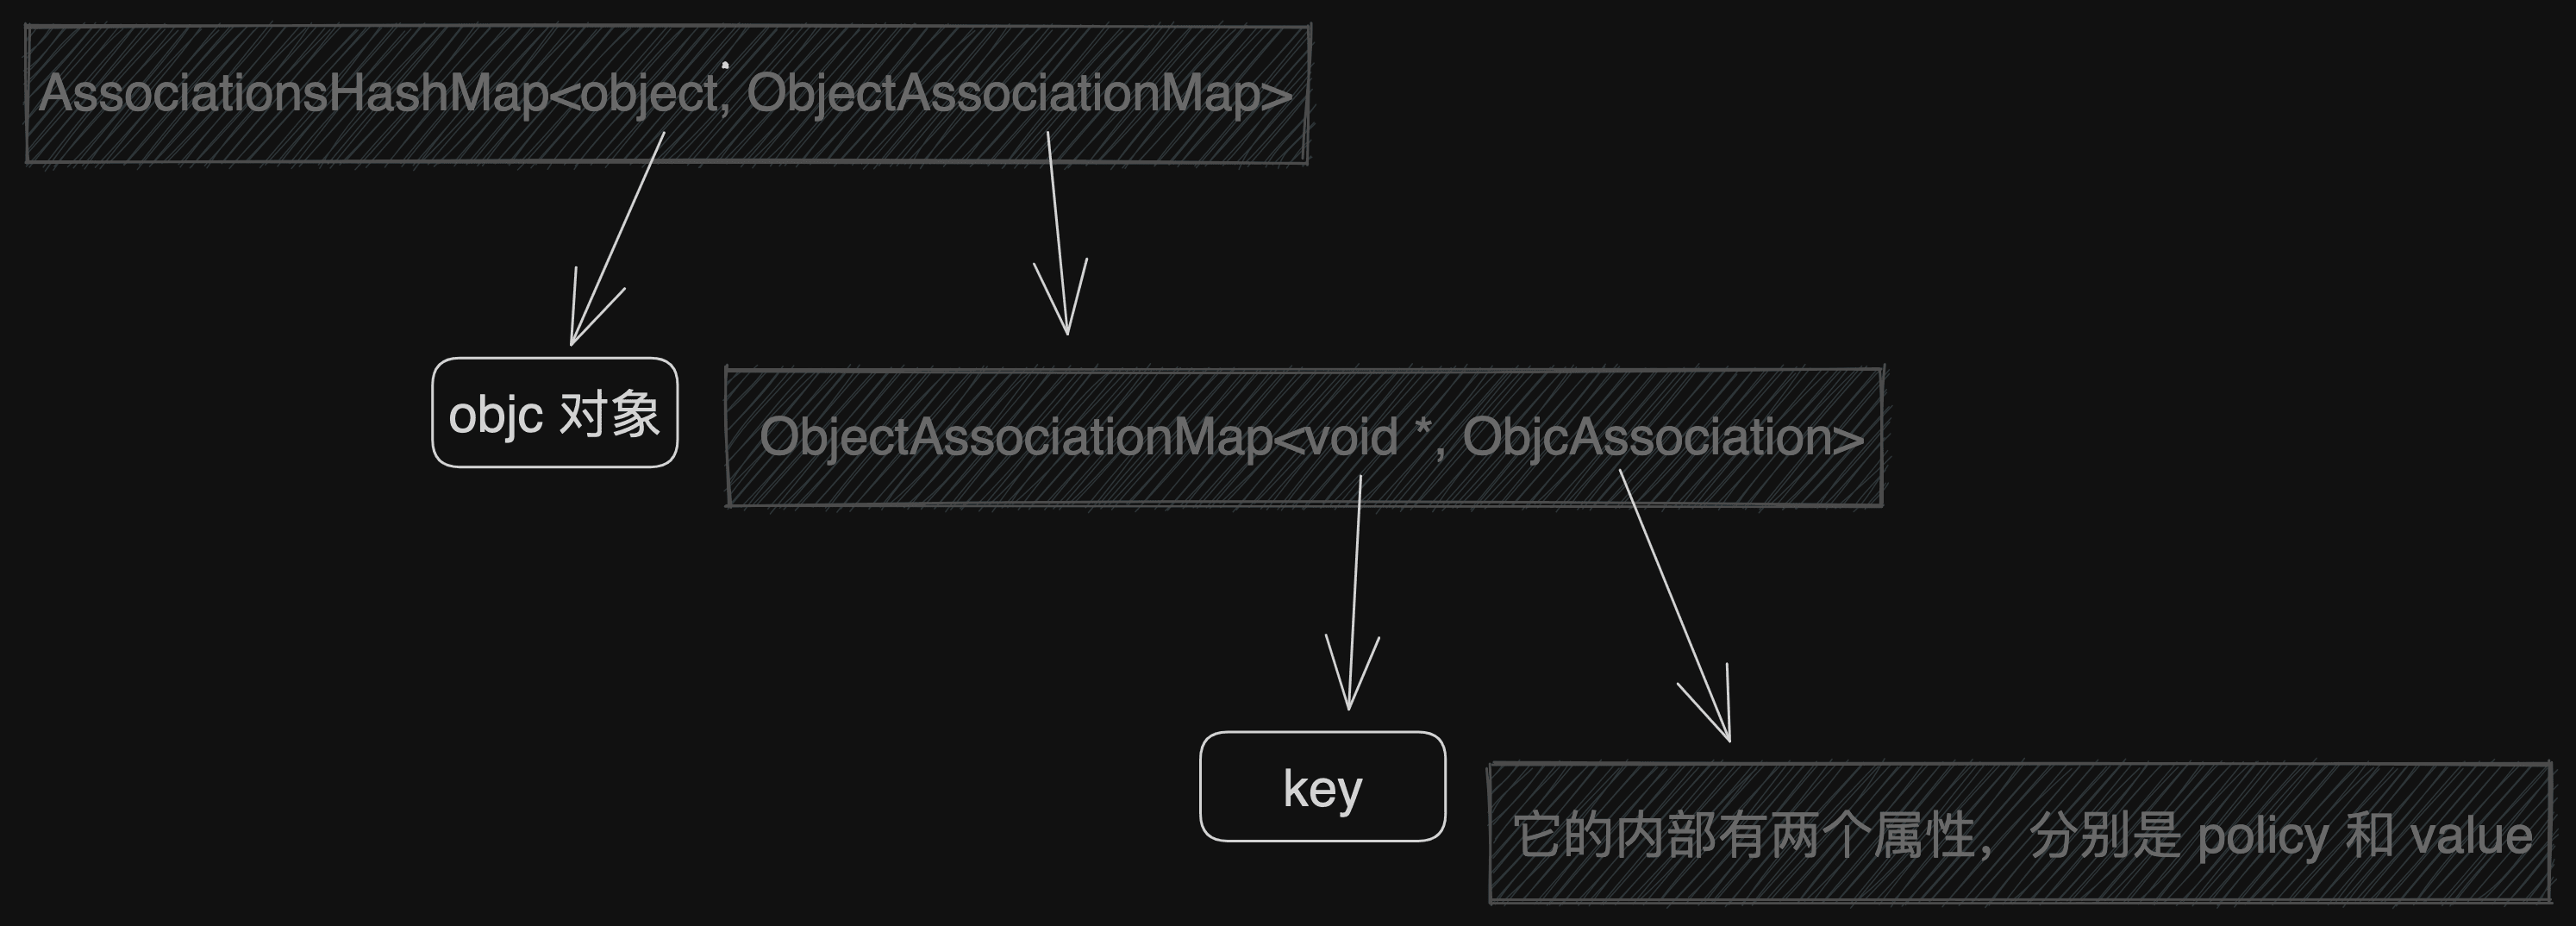 AssociationsHashMap<object, ObjectAssociationMap>
objc 对象
ObjectAssociationMap<void *, ObjcAssociation>
key
它的内部有两个属性，分别是 policy 和 value